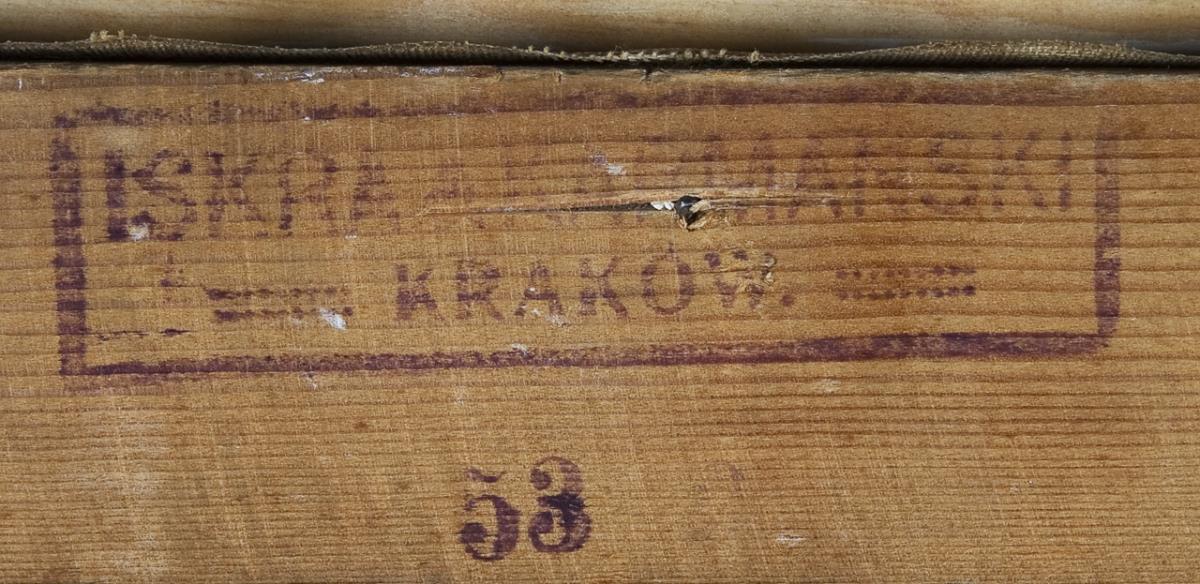 ISKRA
KRAKÓW.
53